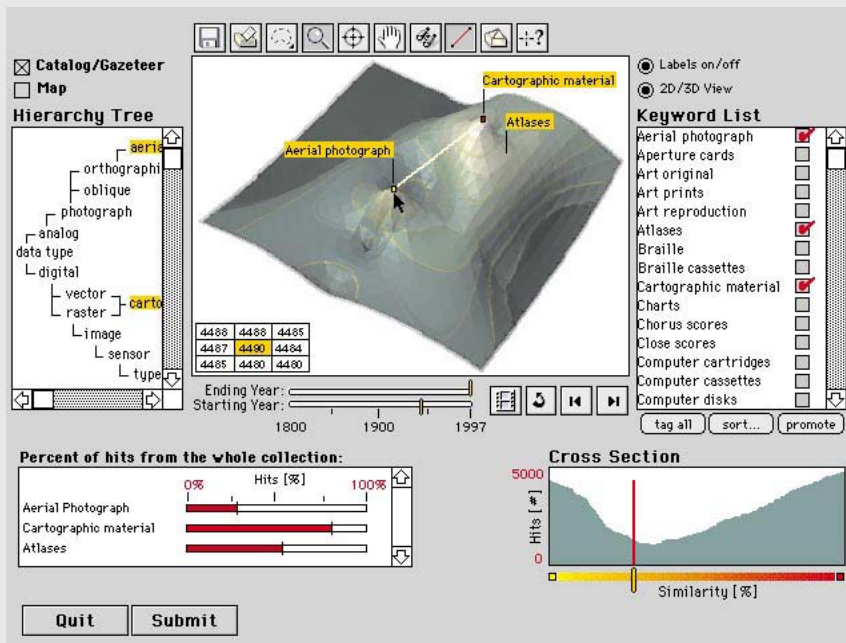 Catalog/Gazeteer
Map
Hierarchy Tree
aeria
orthographi
oblique
photograph
analog
data type
digital
vector
raster
carto
image
sensor
type
Cartographic material
Atlases
Aerial photograph
4488 4488 4485
4487 4490 4484
4485 4480 4480
Ending Year:
Starting Year:
1800 1900 1997
Labels on/off
2D/3D View
Keyword List
Aerial photograph
Aperture cards
Art original
Art prints
Art reproduction
Atlases
Braille
Braille cassettes
Cartographic material
Charts
Chorus scores
Close scores
Computer cartridges
Computer cassettes
Computer disks
tag all sort... promote
Percent of hits from the whole collection:
0% Hits [%] 100%
Aerial Photograph
Cartographic material
Atlases
Cross Section
5000
Hits [#]
0
Similarity [%]
Quit Submit